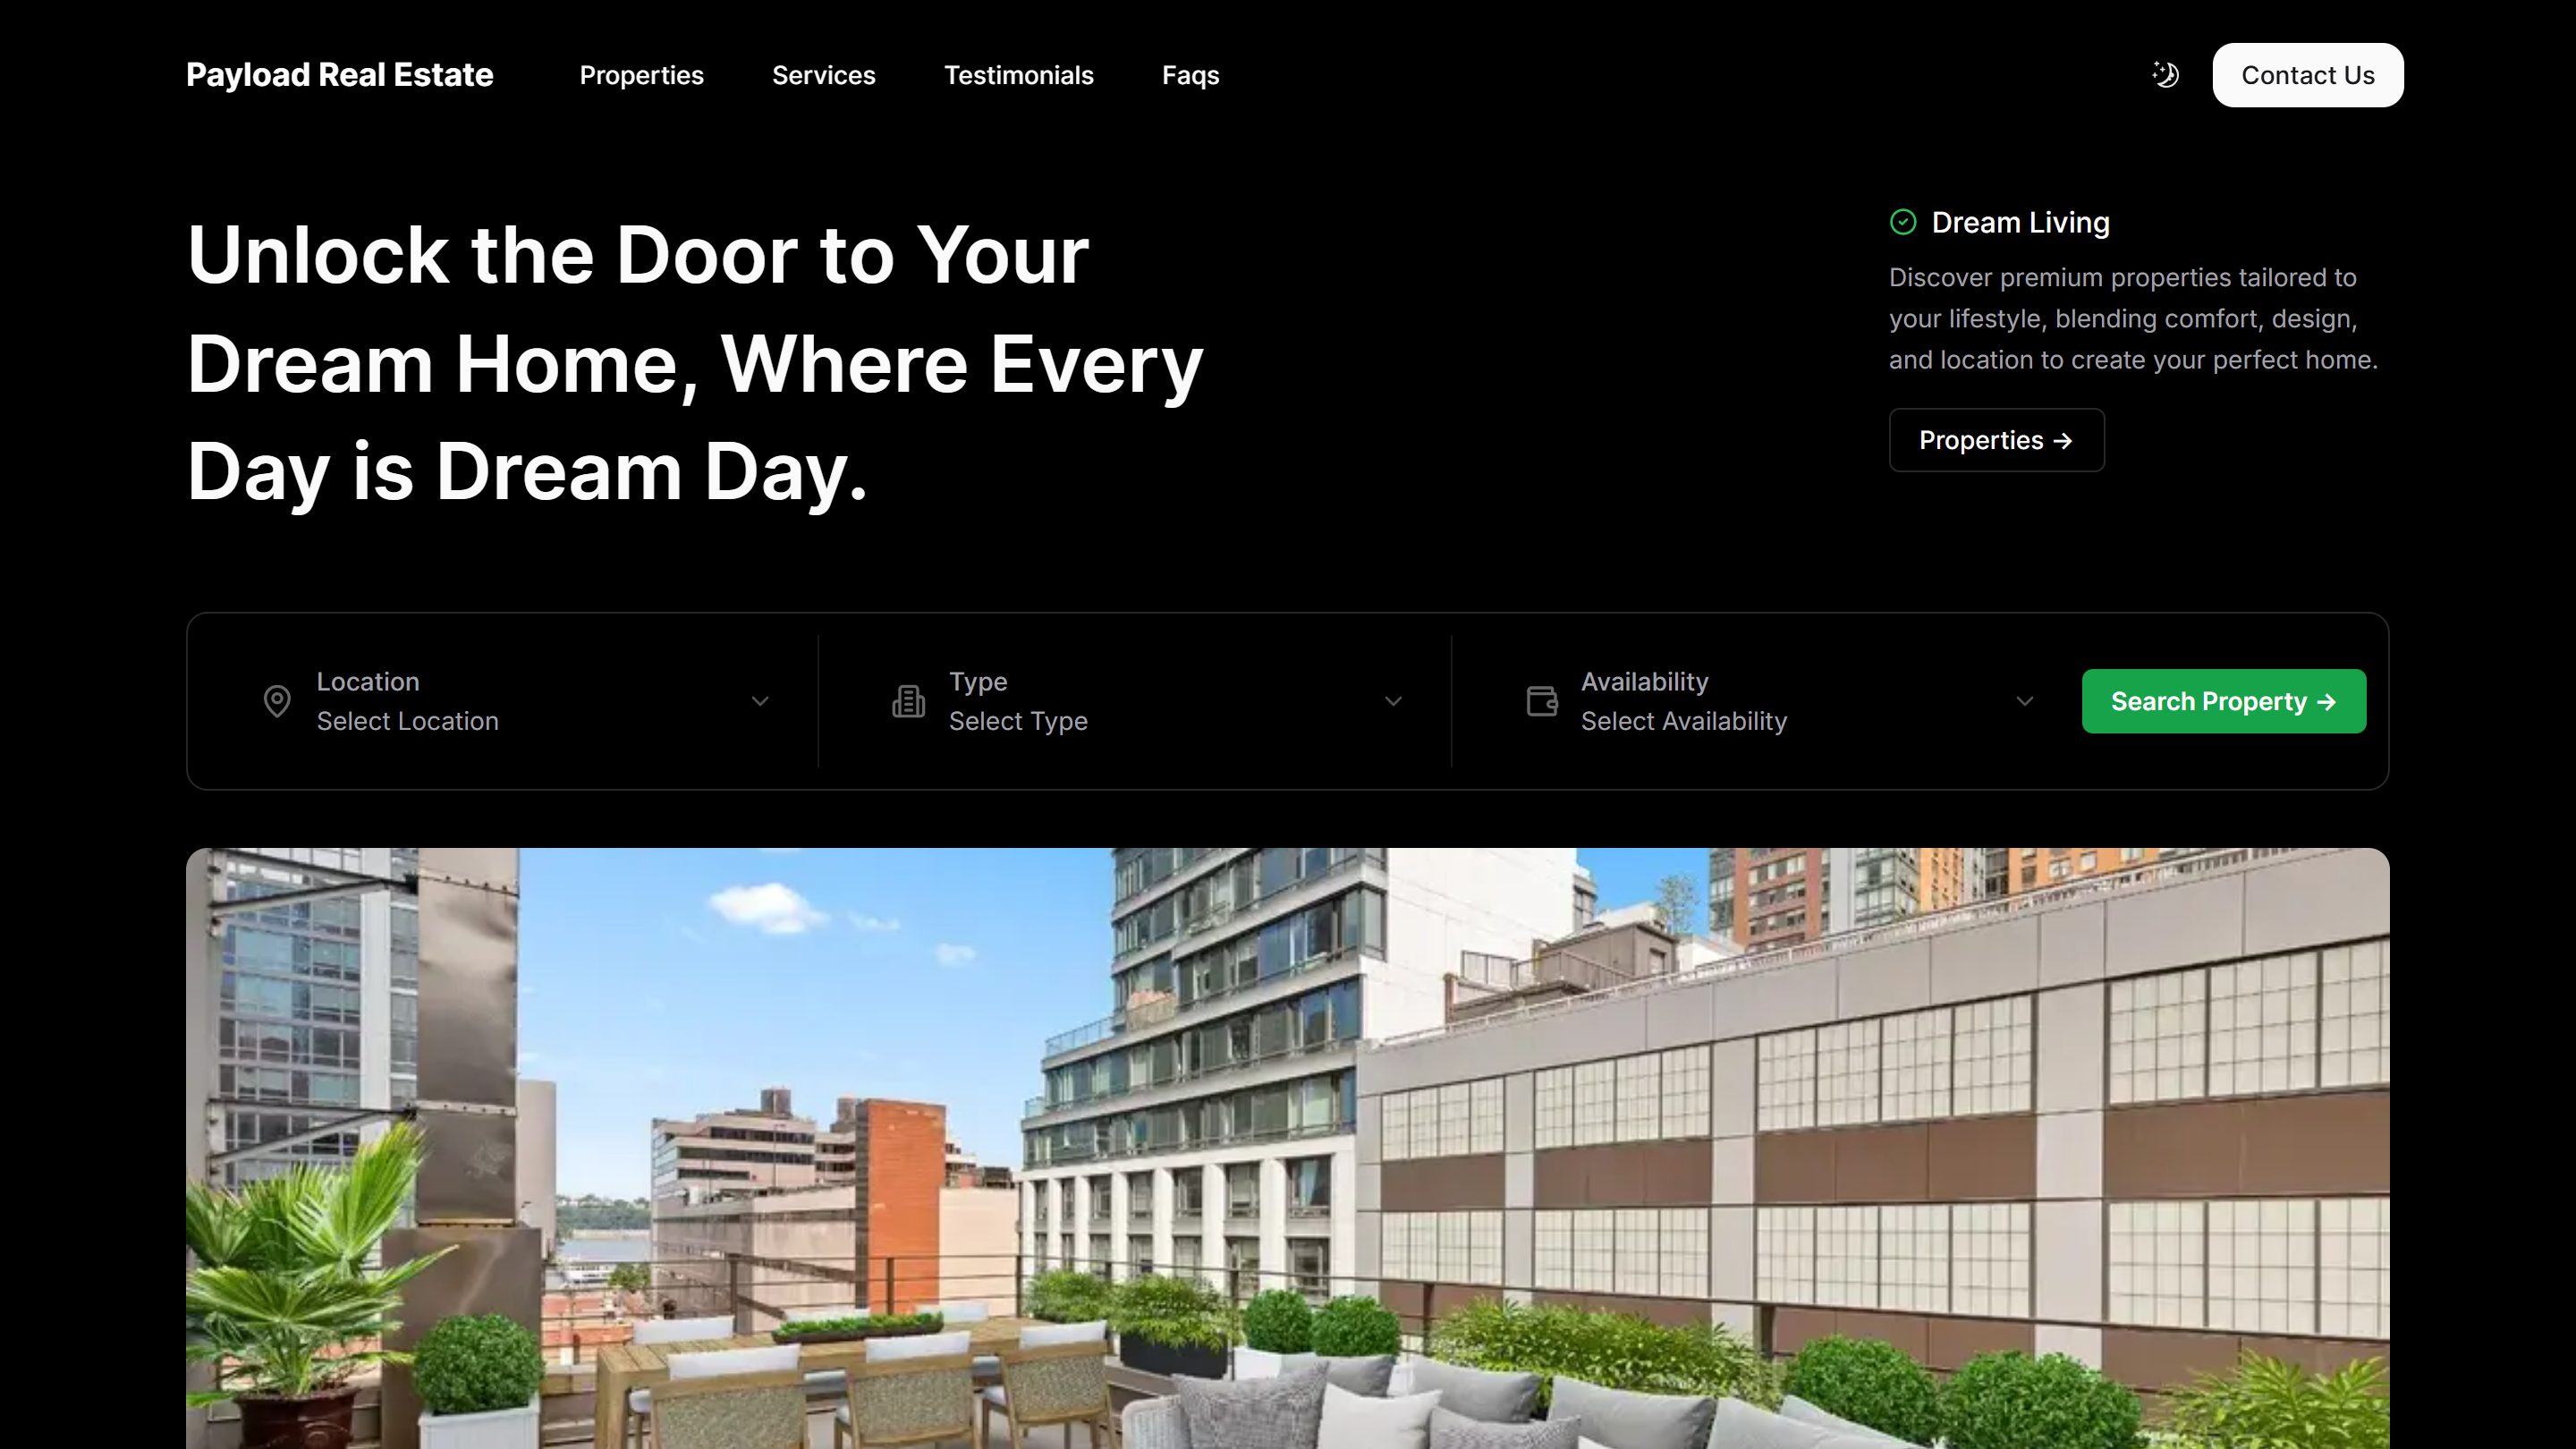 Payload Real Estate
Properties
Services
Testimonials
Faqs
Contact Us
Unlock the Door to Your
Dream Home, Where Every
Day is Dream Day.
Dream Living
Discover premium properties tailored to
your lifestyle, blending comfort, design,
and location to create your perfect home.
Properties →
Location
Select Location
Type
Select Type
Availability
Select Availability
Search Property →